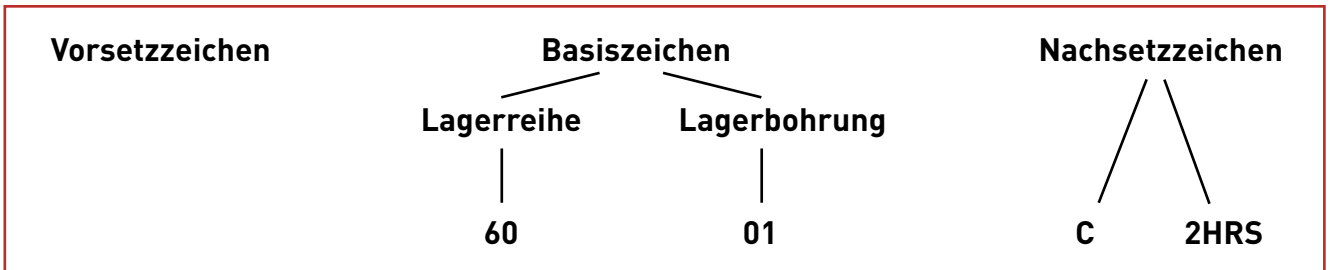 Vorsetzzeichen Basiszeichen Nachsetzzeichen
Lagerreihe Lagerbohrung
60 01 C 2HRS